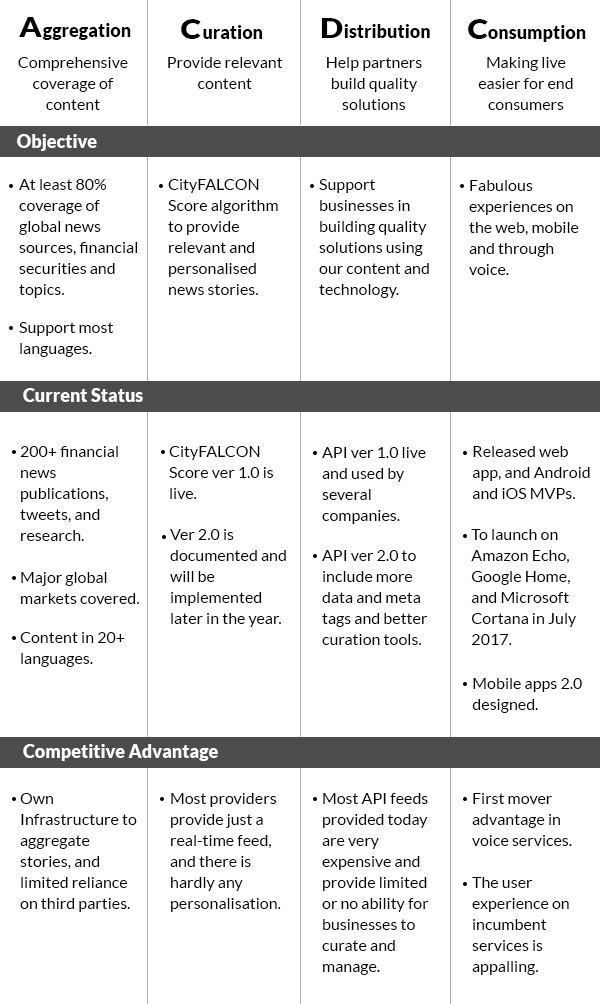 Aggregation
Comprehensive
coverage of
content
Curation
Provide relevant
content
Distribution
Help partners
build quality
solutions
Consumption
Making live
easier for end
consumers
Objective
• At least 80%
coverage of
global news
sources, financial
securities and
topics.
• Support most
languages.
• CityFALCON
Score algorithm
to provide
relevant and
personalised
news stories.
• Support
businesses in
building quality
solutions using
our content and
technology.
• Fabulous
experiences on
the web, mobile
and through
voice.
Current Status
• 200+ financial
news
publications,
tweets, and
research.
• Major global
markets covered.
• Content in 20+
languages.
• CityFALCON
Score ver 1.0 is
live.
• Ver 2.0 is
documented and
will be
implemented
later in the year.
• API ver 1.0 live
and used by
several
companies.
• API ver 2.0 to
include more
data and meta
tags and better
curation tools.
• Released web
app, and Android
and iOS MVPs.
• To launch on
Amazon Echo,
Google Home,
and Microsoft
Cortana in July
2017.
• Mobile apps 2.0
designed.
Competitive Advantage
• Own
Infrastructure to
aggregate
stories, and
limited reliance
on third parties.
• Most providers
provide just a
real-time feed,
and there is
hardly any
personalisation.
• Most API feeds
provided today
are very
expensive and
provide limited
or no ability for
businesses to
curate and
manage.
• First mover
advantage in
voice services.
• The user
experience on
incumbent
services is
appalling.